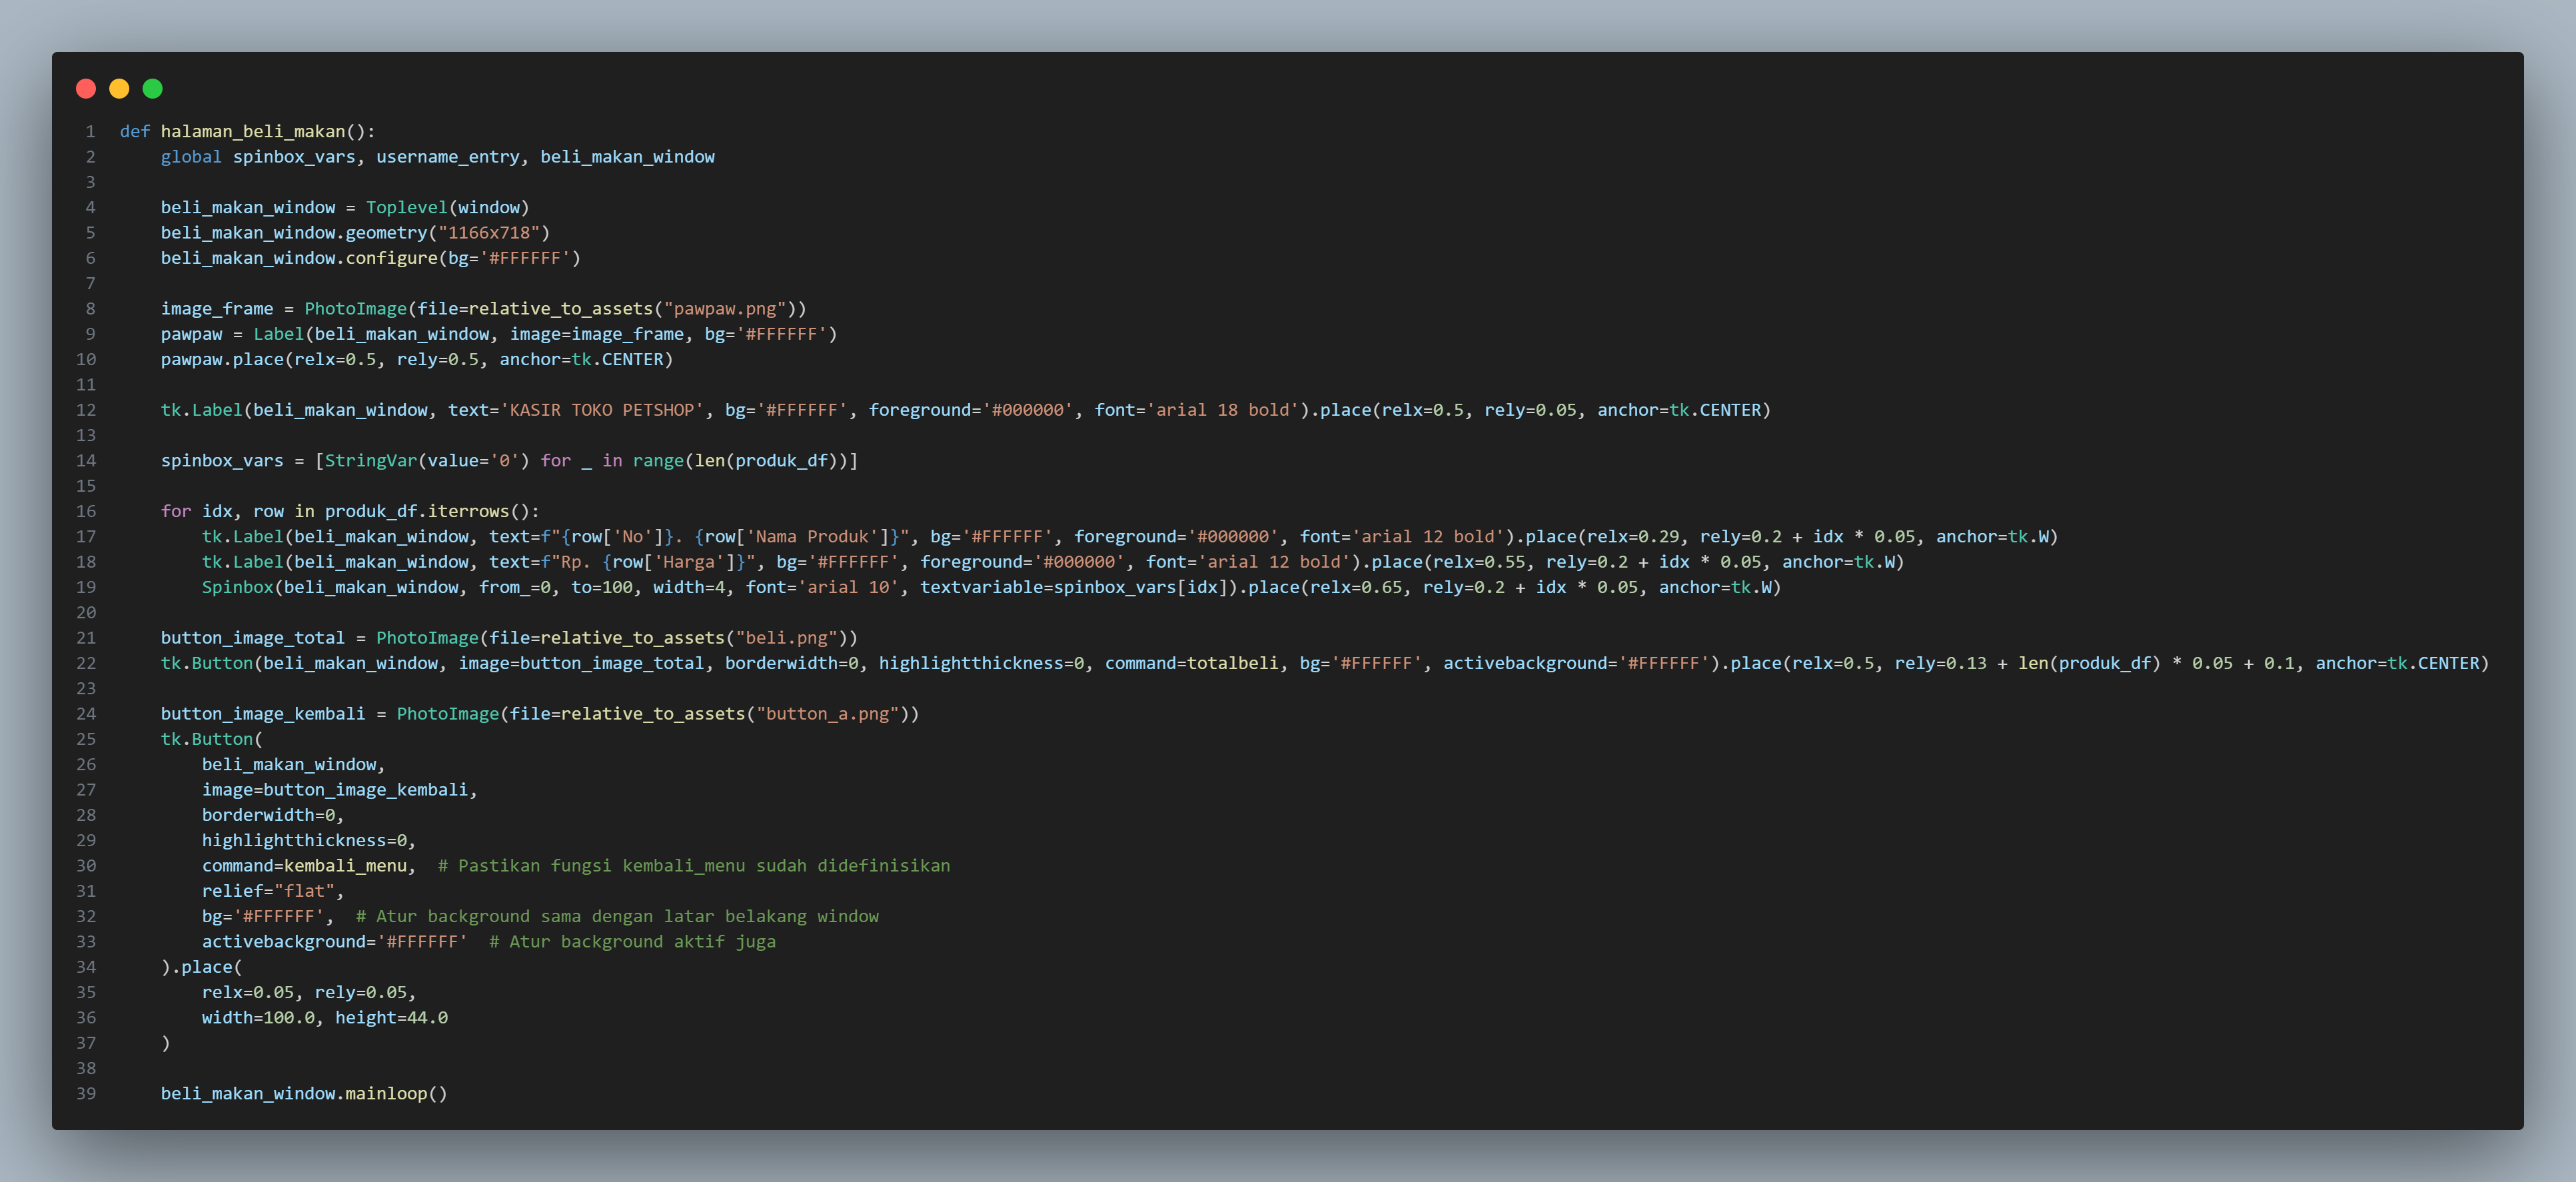 1 def halaman_beli_makan():
2     global spinbox_vars, username_entry, beli_makan_window
3
4     beli_makan_window = Toplevel(window)
5     beli_makan_window.geometry("1166x718")
6     beli_makan_window.configure(bg='#FFFFFF')
7
8     image_frame = PhotoImage(file=relative_to_assets("pawpaw.png"))
9     pawpaw = Label(beli_makan_window, image=image_frame, bg='#FFFFFF')
10     pawpaw.place(relx=0.5, rely=0.5, anchor=tk.CENTER)
11
12     tk.Label(beli_makan_window, text='KASIR TOKO PETSHOP', bg='#FFFFFF', foreground='#000000', font='arial 18 bold').place(relx=0.5, rely=0.05, anchor=tk.CENTER)
13
14     spinbox_vars = [StringVar(value='0') for _ in range(len(produk_df))]
15
16     for idx, row in produk_df.iterrows():
17         tk.Label(beli_makan_window, text=f"{row['No']}. {row['Nama Produk']}", bg='#FFFFFF', foreground='#000000', font='arial 12 bold').place(relx=0.29, rely=0.2 + idx * 0.05, anchor=tk.W)
18         tk.Label(beli_makan_window, text=f"Rp. {row['Harga']}", bg='#FFFFFF', foreground='#000000', font='arial 12 bold').place(relx=0.55, rely=0.2 + idx * 0.05, anchor=tk.W)
19         Spinbox(beli_makan_window, from_=0, to=100, width=4, font='arial 10', textvariable=spinbox_vars[idx]).place(relx=0.65, rely=0.2 + idx * 0.05, anchor=tk.W)
20
21     button_image_total = PhotoImage(file=relative_to_assets("beli.png"))
22     tk.Button(beli_makan_window, image=button_image_total, borderwidth=0, highlightthickness=0, command=totalbeli, bg='#FFFFFF', activebackground='#FFFFFF').place(relx=0.5, rely=0.13 + len(produk_df) * 0.05 + 0.1, anchor=tk.CENTER)
23
24     button_image_kembali = PhotoImage(file=relative_to_assets("button_a.png"))
25     tk.Button(
26         beli_makan_window,
27         image=button_image_kembali,
28         borderwidth=0,
29         highlightthickness=0,
30         command=kembali_menu,  # Pastikan fungsi kembali_menu sudah didefinisikan
31         relief="flat",
32         bg='#FFFFFF',  # Atur background sama dengan latar belakang window
33         activebackground='#FFFFFF'  # Atur background aktif juga
34     ).place(
35         relx=0.05, rely=0.05,
36         width=100.0, height=44.0
37     )
38
39     beli_makan_window.mainloop()